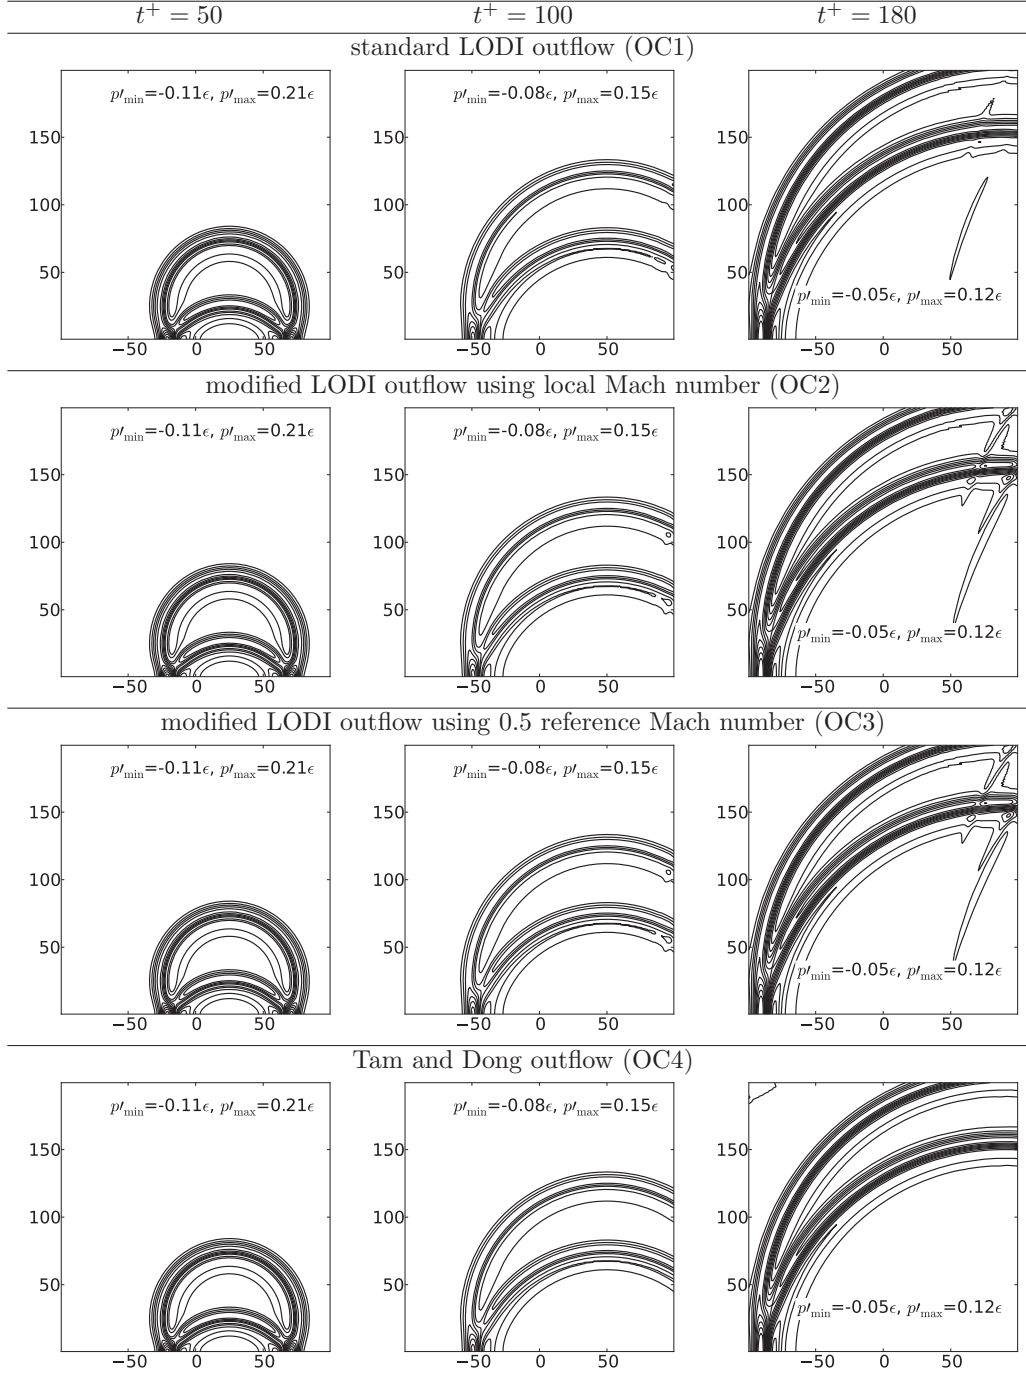 t⁺ = 50 t⁺ = 100 t⁺ = 180
standard LODI outflow (OC1)
p′min=-0.11ϵ, p′max=0.21ϵ
150
100
50
−50 0 50
p′min=-0.08ϵ, p′max=0.15ϵ
150
100
50
−50 0 50
150
100
50
p′min=-0.05ϵ, p′max=0.12ϵ
−50 0 50
modified LODI outflow using local Mach number (OC2)
p′min=-0.11ϵ, p′max=0.21ϵ
150
100
50
−50 0 50
p′min=-0.08ϵ, p′max=0.15ϵ
150
100
50
−50 0 50
150
100
50
p′min=-0.05ϵ, p′max=0.12ϵ
−50 0 50
modified LODI outflow using 0.5 reference Mach number (OC3)
p′min=-0.11ϵ, p′max=0.21ϵ
150
100
50
−50 0 50
p′min=-0.08ϵ, p′max=0.15ϵ
150
100
50
−50 0 50
150
100
50
p′min=-0.05ϵ, p′max=0.12ϵ
−50 0 50
Tam and Dong outflow (OC4)
p′min=-0.11ϵ, p′max=0.21ϵ
150
100
50
−50 0 50
p′min=-0.08ϵ, p′max=0.15ϵ
150
100
50
−50 0 50
150
100
50
p′min=-0.05ϵ, p′max=0.12ϵ
−50 0 50